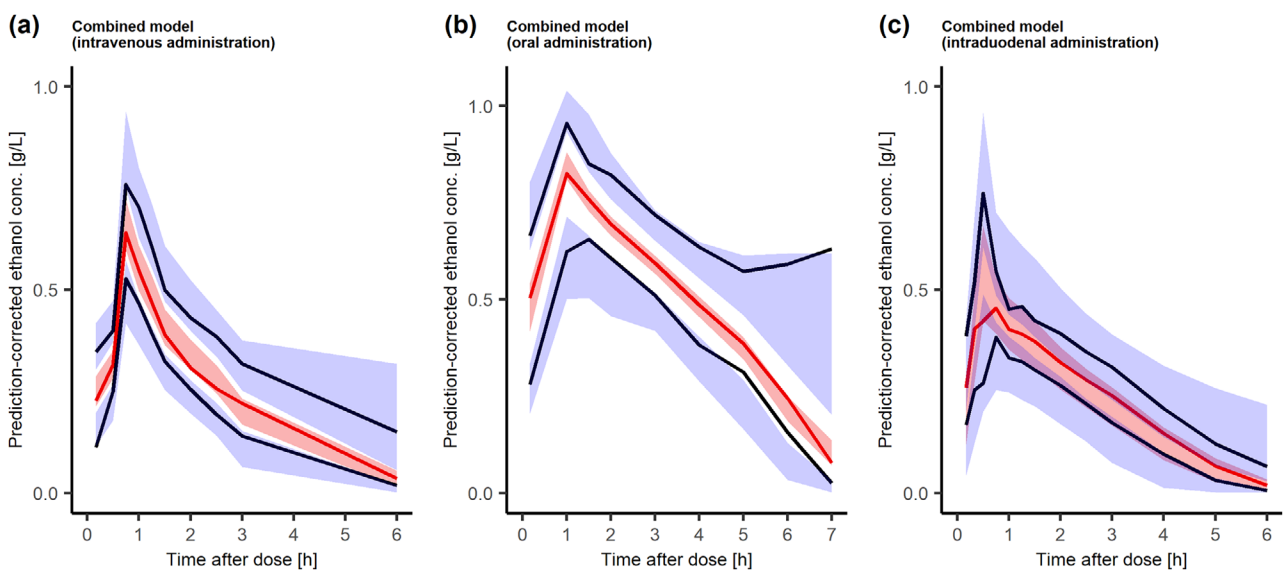 (a)
Combined model
(intravenous administration)
Prediction-corrected ethanol conc. [g/L]
1.0
0.5
0.0
0 1 2 3 4 5 6
Time after dose [h]
(b)
Combined model
(oral administration)
Prediction-corrected ethanol conc. [g/L]
1.0
0.5
0.0
0 1 2 3 4 5 6 7
Time after dose [h]
(c)
Combined model
(intraduodenal administration)
Prediction-corrected ethanol conc. [g/L]
1.0
0.5
0.0
0 1 2 3 4 5 6
Time after dose [h]